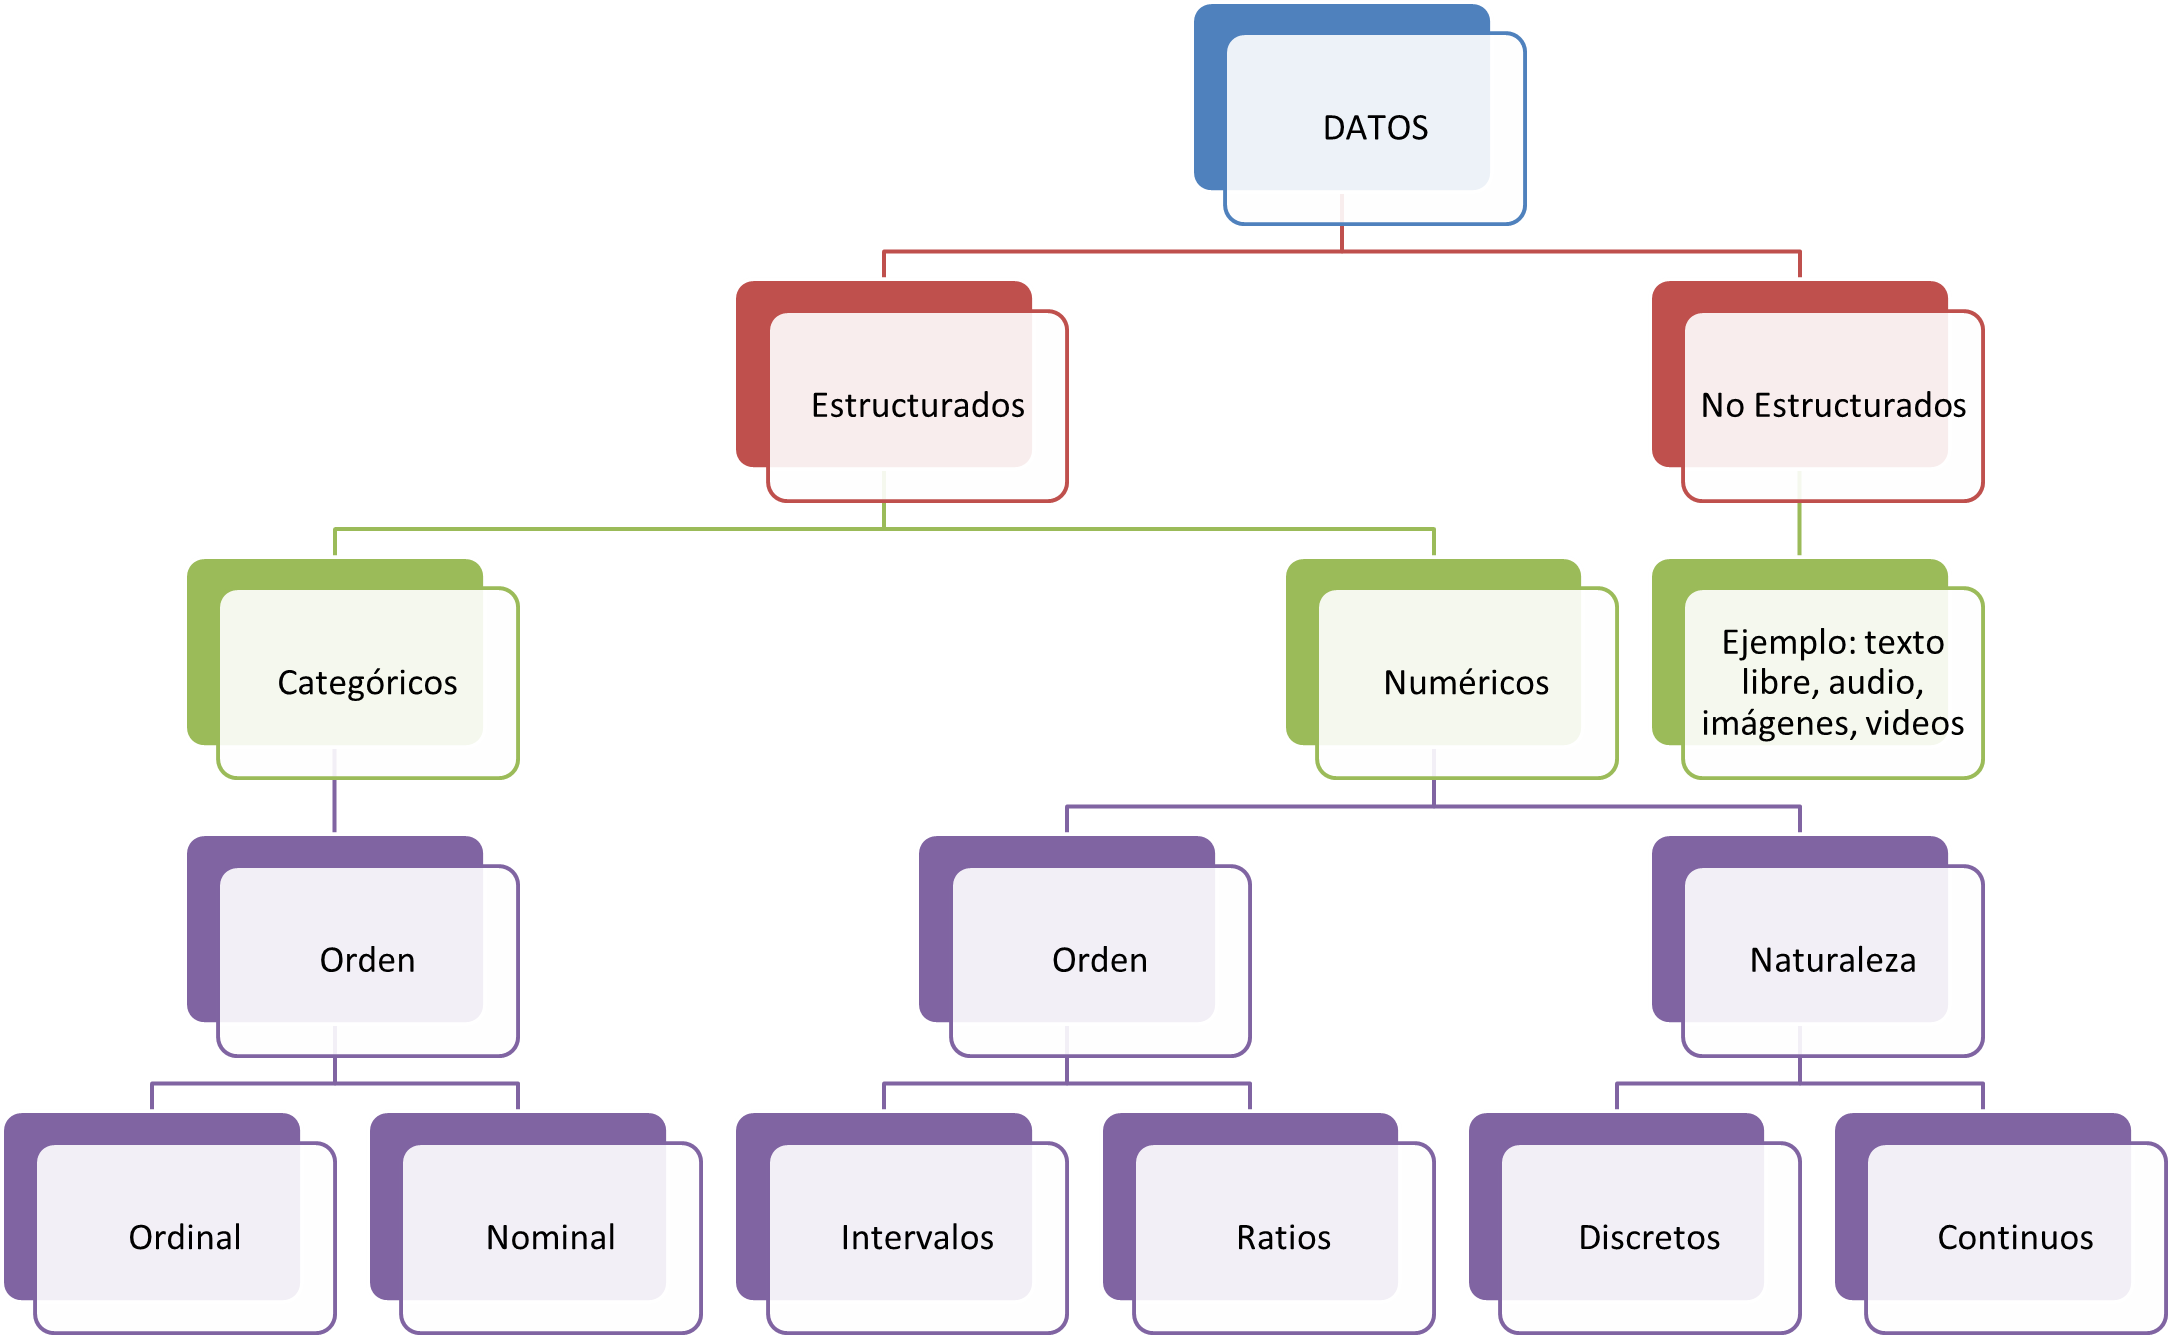 DATOS
Estructurados
No Estructurados
Categóricos
Numéricos
Ejemplo: texto
libre, audio,
imágenes, videos
Orden
Orden
Naturaleza
Ordinal
Nominal
Intervalos
Ratios
Discretos
Continuos